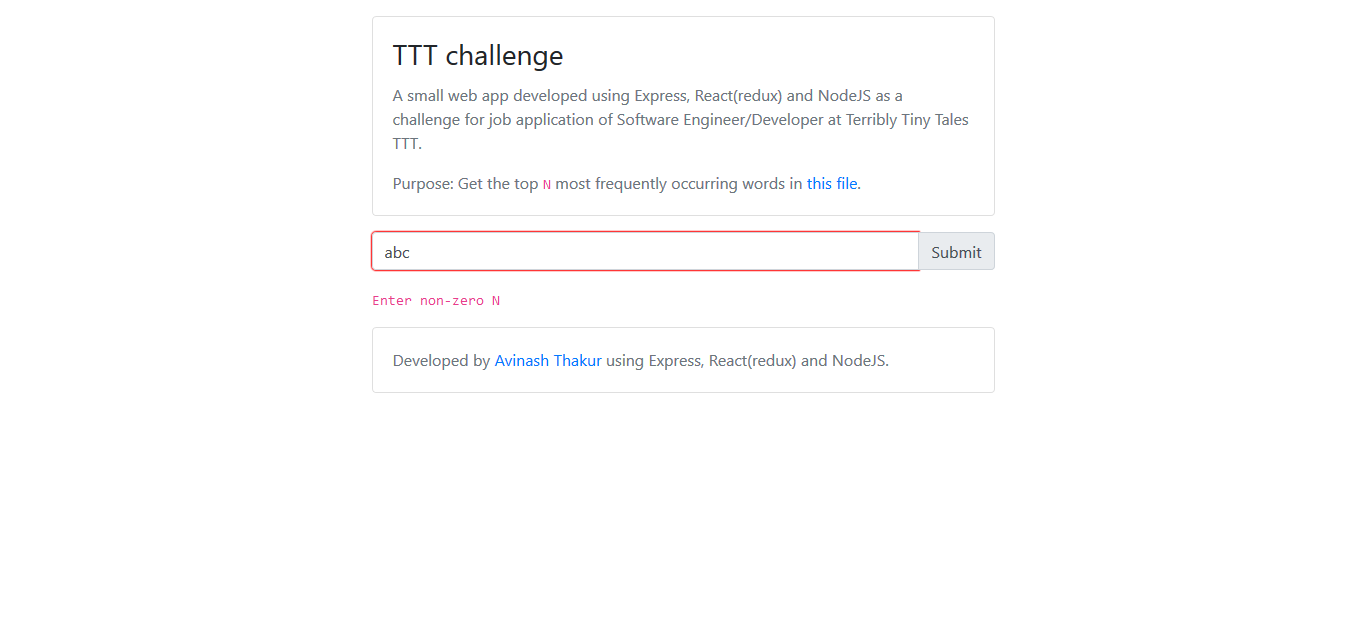 TTT challenge
A small web app developed using Express, React(redux) and NodeJS as a
challenge for job application of Software Engineer/Developer at Terribly Tiny Tales
TTT.
Purpose: Get the top N most frequently occurring words in this file.
abc Submit
Enter non-zero N
Developed by Avinash Thakur using Express, React(redux) and NodeJS.